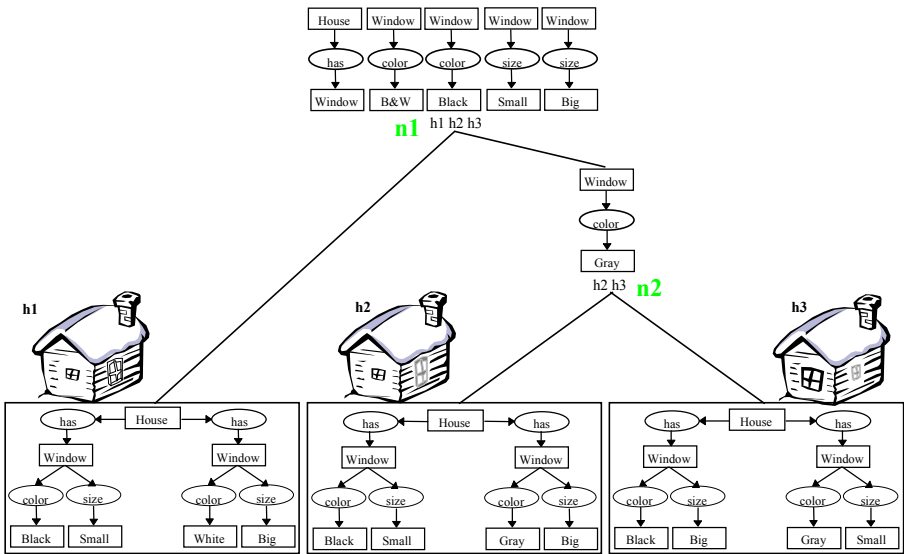 House Window Window Window Window
has color color size size
Window B&W Black Small Big
n1 h1 h2 h3
Window
color
Gray
h2 h3 n2
h1
h2
h3
has House has
Window Window
color size color size
Black Small White Big
has House has
Window Window
color size color size
Black Small Gray Big
has House has
Window Window
color size color size
Black Big Gray Small